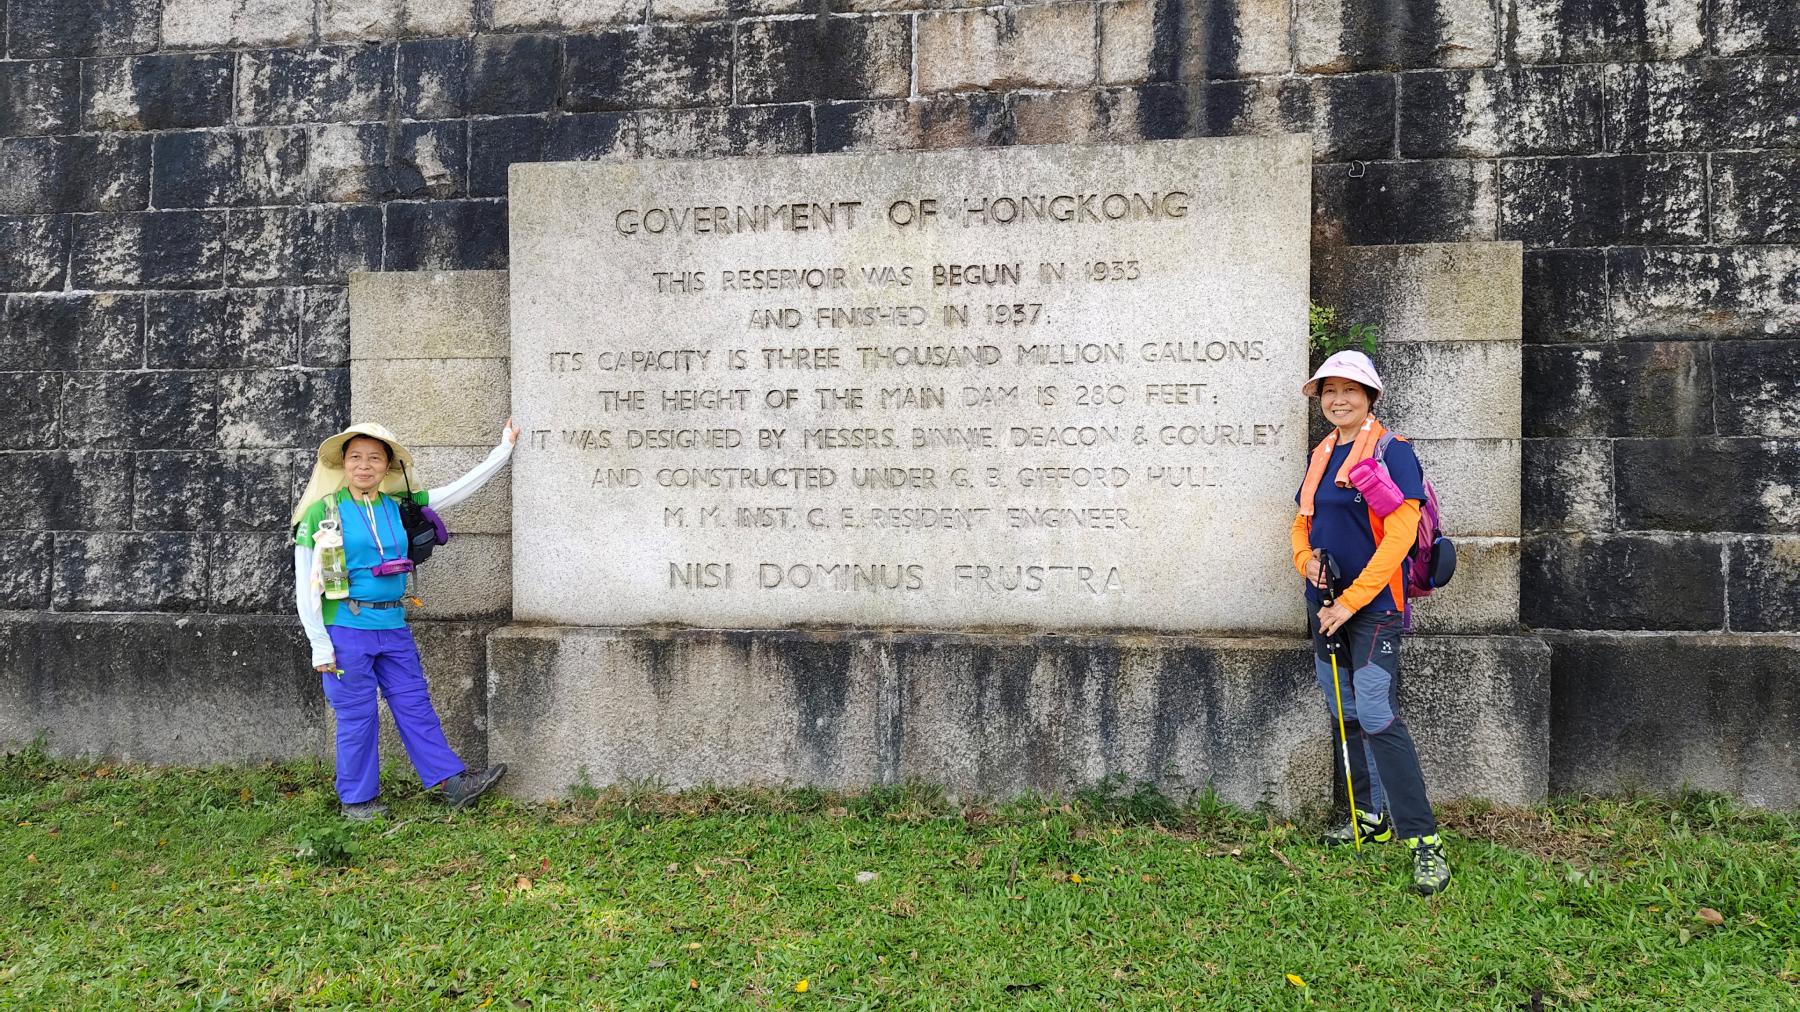 GOVERNMENT OF HONGKONG
THIS RESERVOIR WAS BEGUN IN 1933
AND FINISHED IN 1937.
ITS CAPACITY IS THREE THOUSAND MILLION GALLONS.
THE HEIGHT OF THE MAIN DAM IS 280 FEET.
IT WAS DESIGNED BY MESSRS. BINNIE, DEACON & GOURLEY
AND CONSTRUCTED UNDER G. B. GIFFORD HULL.
M. M. INST. C. E. RESIDENT ENGINEER.
NISI DOMINUS FRUSTRA